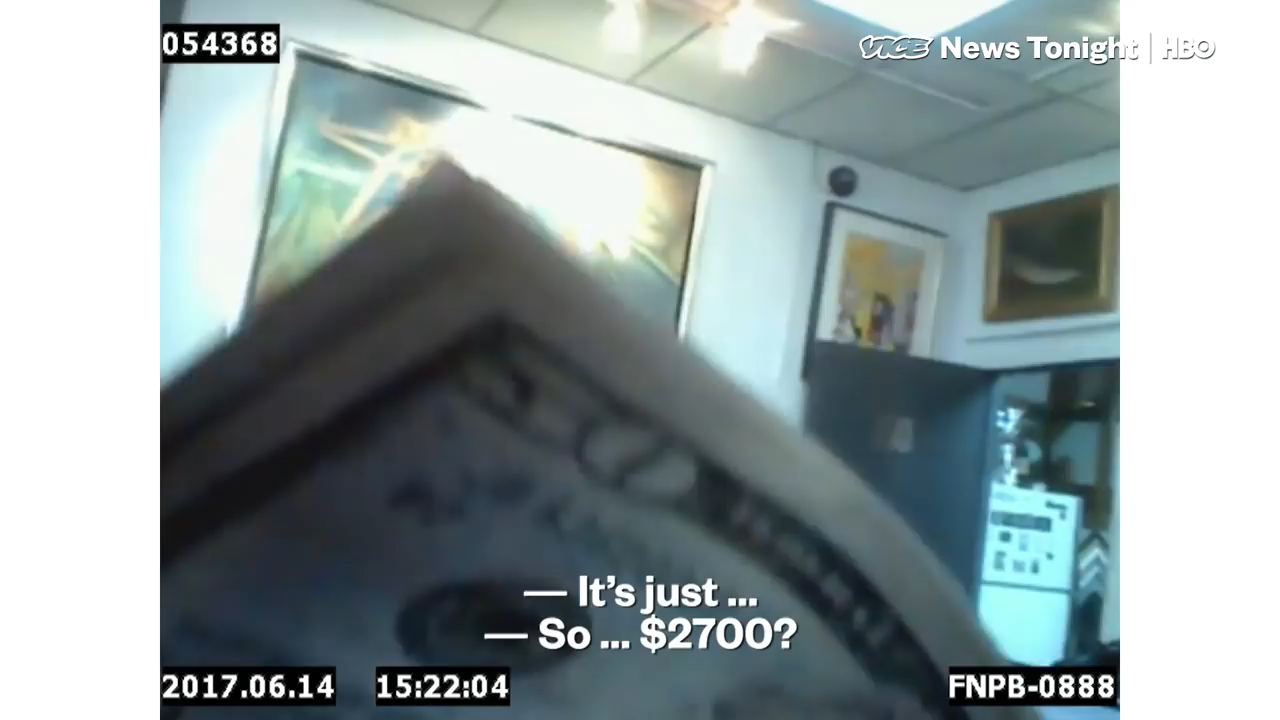 054368
VICE News Tonight | HBO
— It's just ...
— So ... $2700?
2017.06.14 15:22:04 FNPB-0888